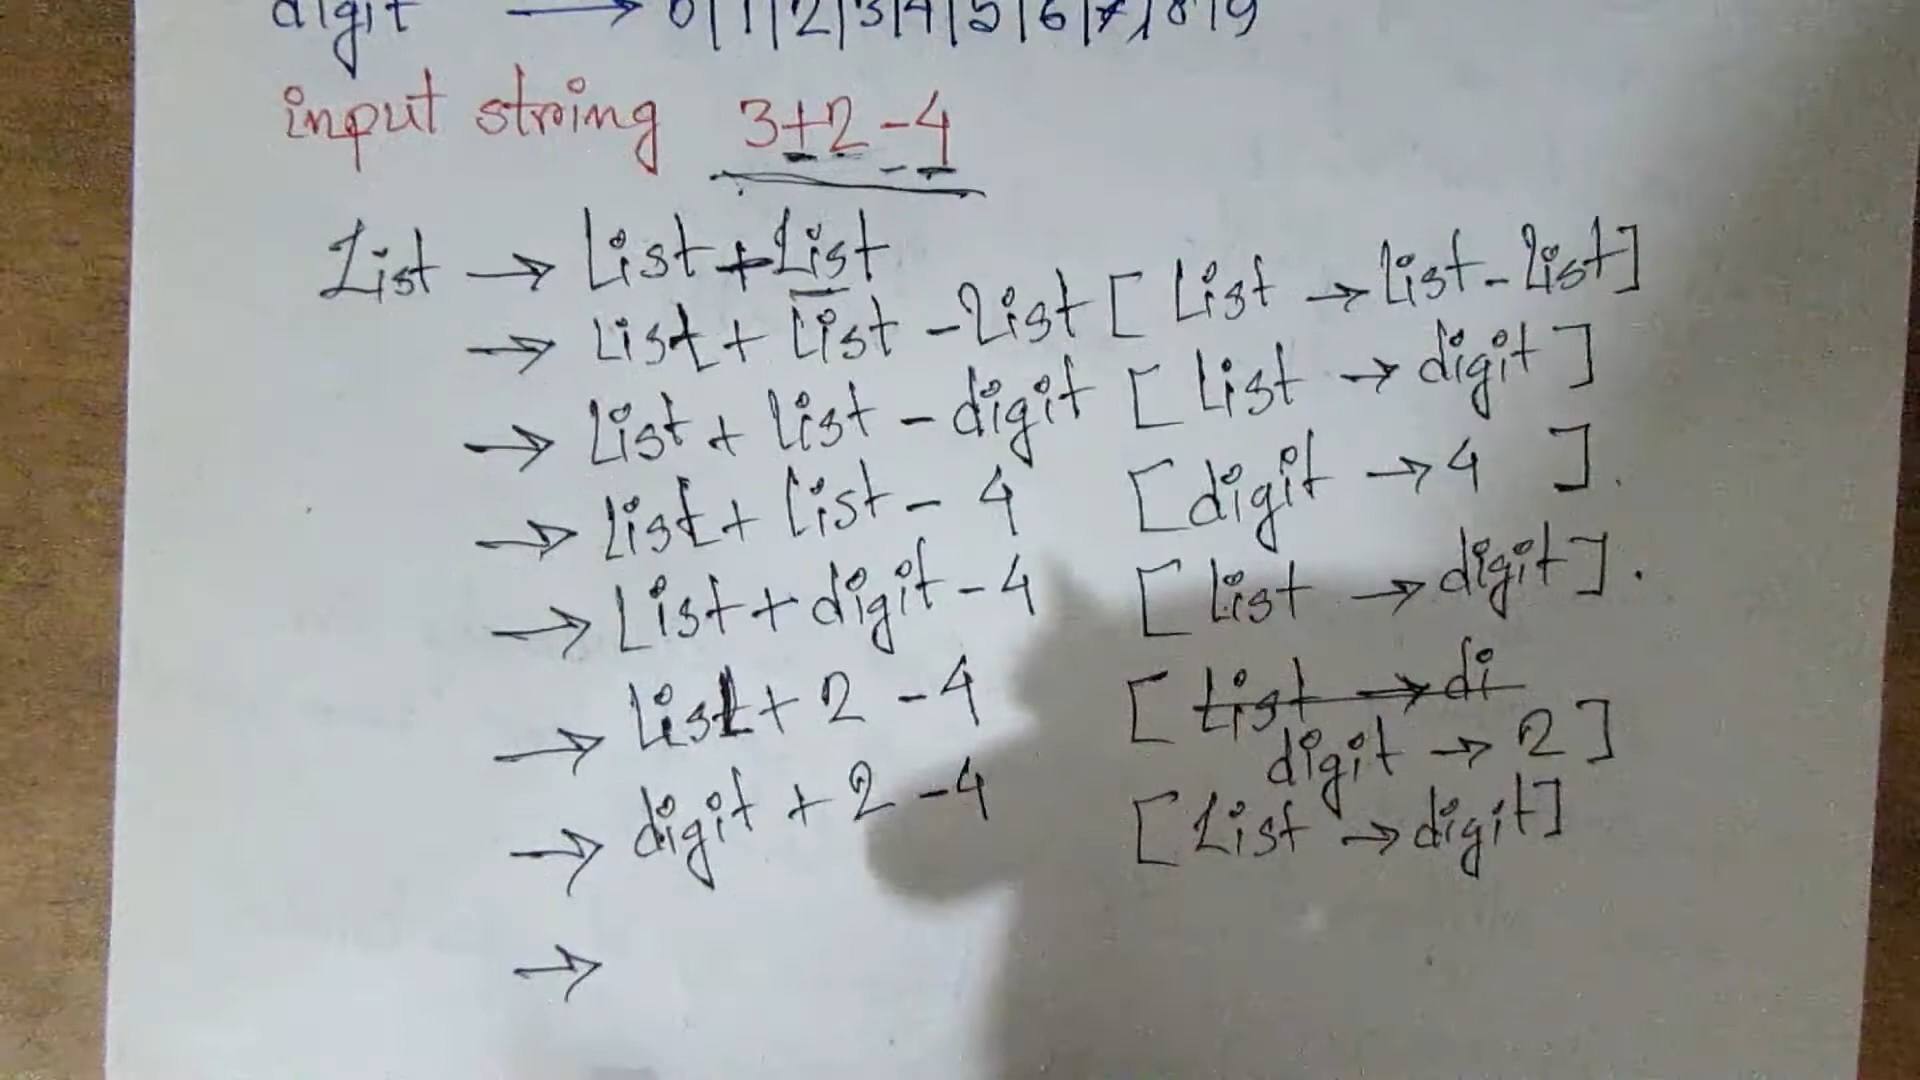 digit → 0|1|2|3|4|5|6|7|8|9
input string 3+2-4
List → List + List
→ List + List - List [ List → List - List ]
→ List + List - digit [ List → digit ]
→ List + List - 4 [ digit → 4 ].
→ List + digit - 4 [ List → digit ].
→ List + 2 - 4 [ List → di
digit → 2 ]
→ digit + 2 - 4 [ List → digit ]
→